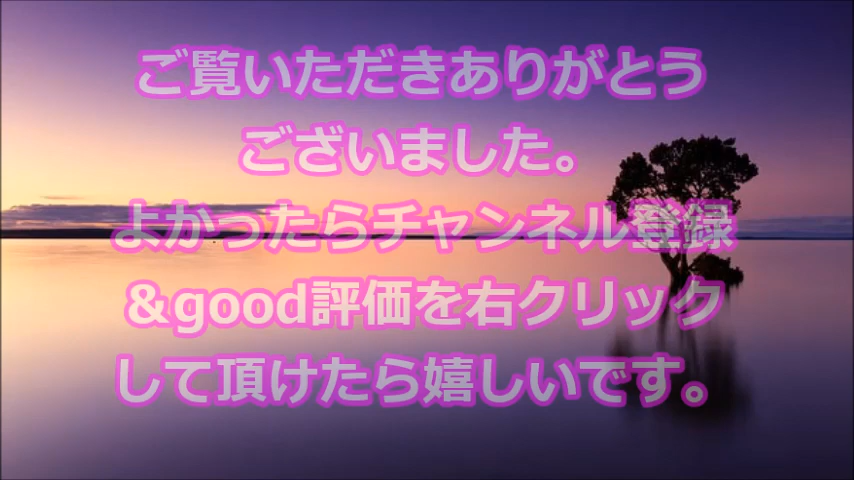 ご覧いただきありがとう
ございました。
よかったらチャンネル登録
&good評価を右クリック
して頂けたら嬉しいです。